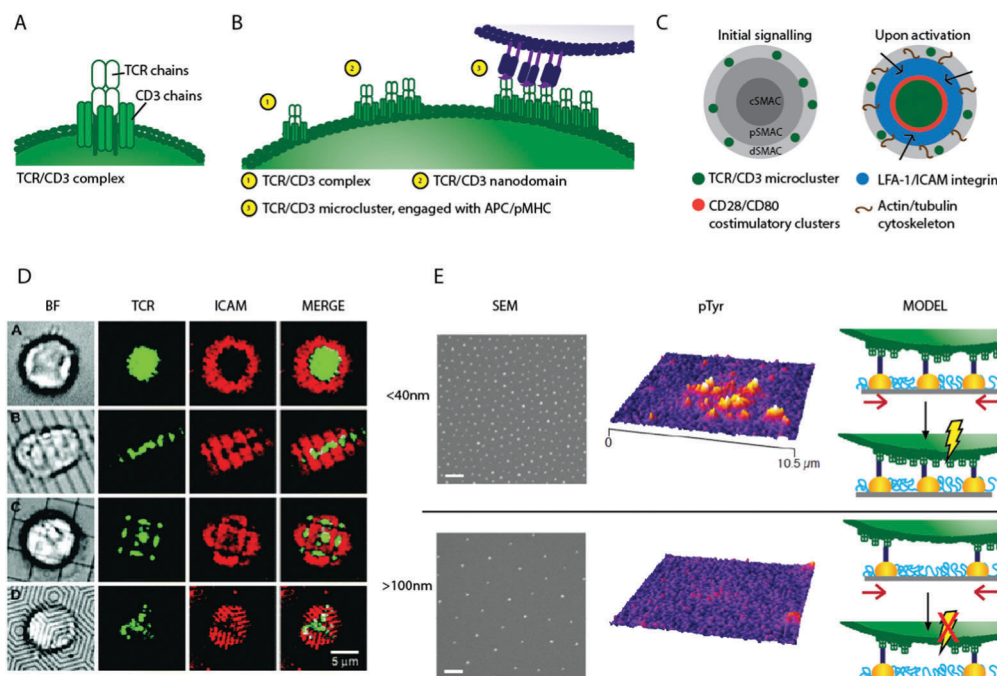 A
TCR chains
CD3 chains
TCR/CD3 complex
B
1
2
3
1 TCR/CD3 complex
2 TCR/CD3 nanodomain
3 TCR/CD3 microcluster, engaged with APC/pMHC
C
Initial signalling
Upon activation
cSMAC
pSMAC
dSMAC
TCR/CD3 microcluster
LFA-1/ICAM integrin
CD28/CD80
costimulatory clusters
Actin/tubulin
cytoskeleton
D
BF
TCR
ICAM
MERGE
A
B
C
D
5 µm
E
SEM
pTyr
MODEL
<40nm
0
10.5 µm
>100nm